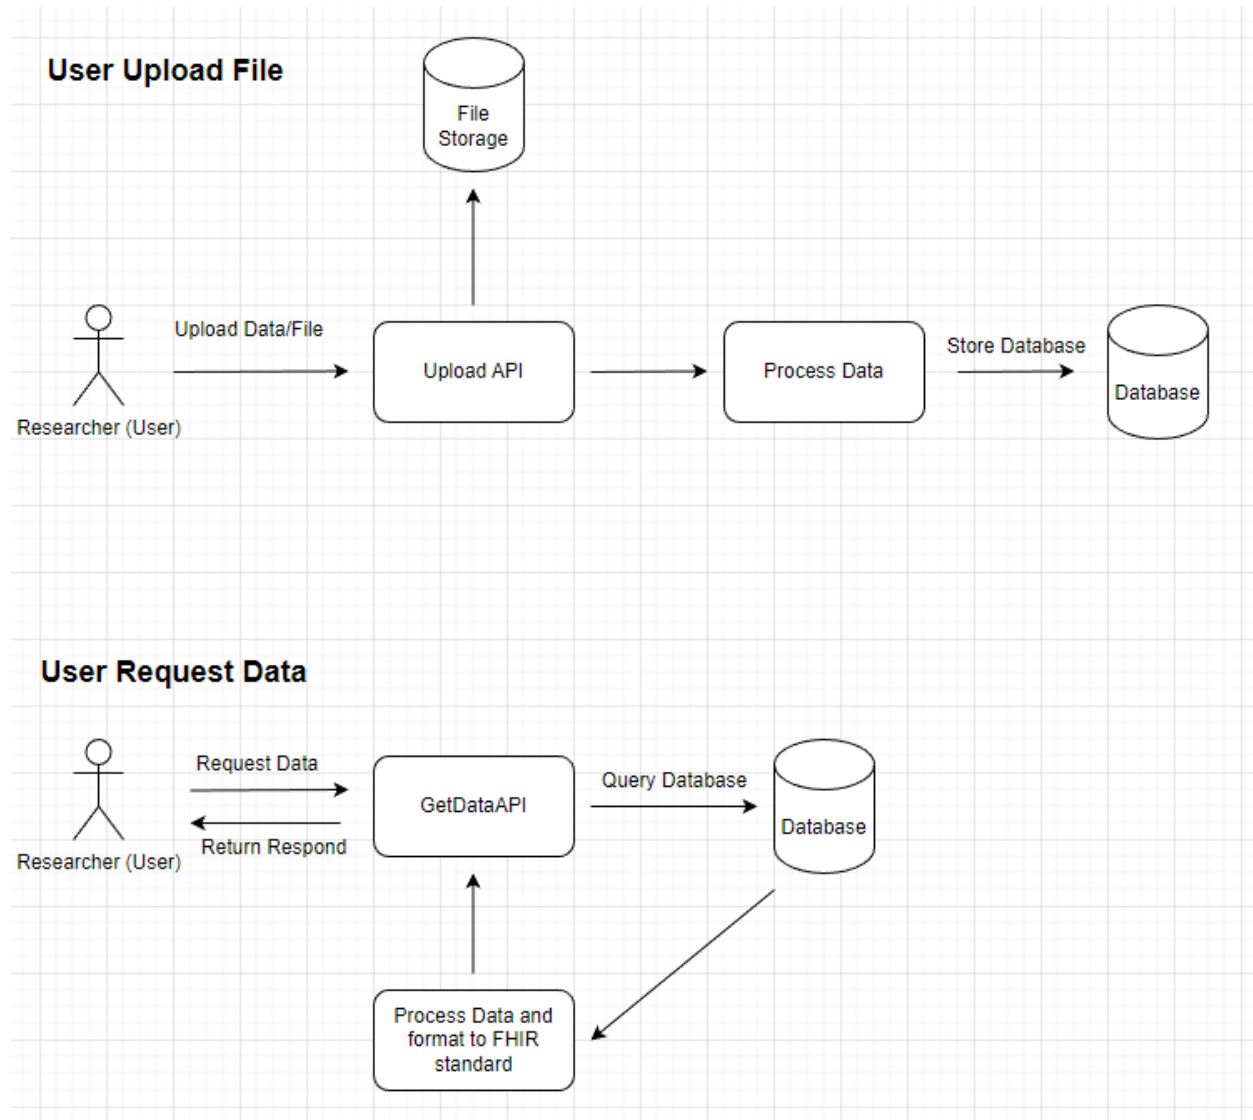 User Upload File
File
Storage
Upload Data/File
Upload API
Process Data
Store Database
Database
Researcher (User)
User Request Data
Request Data
Return Respond
GetDataAPI
Query Database
Database
Researcher (User)
Process Data and
format to FHIR
standard